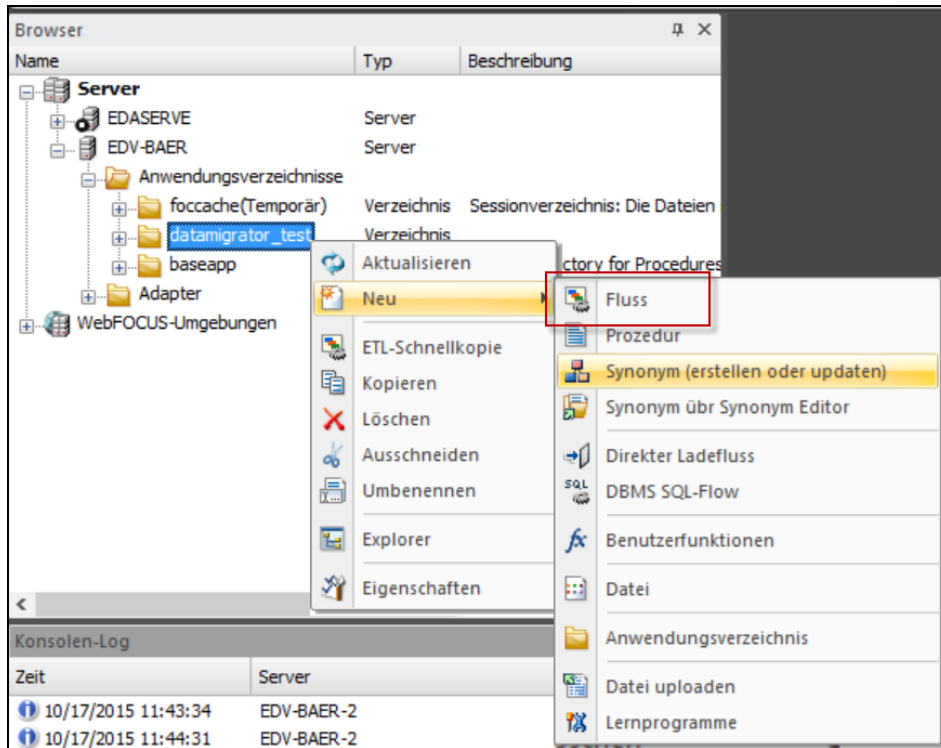 Browser
Name Typ Beschreibung
Server
EDASERVE Server
EDV-BAER Server
Anwendungsverzeichnisse
foccache(Temporär) Verzeichnis Sessionverzeichnis: Die Dateien
datamigrator_test Verzeichnis
baseapp ctory for Procedures
Adapter
WebFOCUS-Umgebungen
Aktualisieren
Neu
ETL-Schnellkopie
Kopieren
Löschen
Ausschneiden
Umbenennen
Explorer
Eigenschaften
Fluss
Prozedur
Synonym (erstellen oder updaten)
Synonym übr Synonym Editor
Direkter Ladefluss
SQL
DBMS SQL-Flow
fx Benutzerfunktionen
Datei
Anwendungsverzeichnis
Datei uploaden
Lernprogramme
Konsolen-Log
Zeit Server
10/17/2015 11:43:34 EDV-BAER-2
10/17/2015 11:44:31 EDV-BAER-2